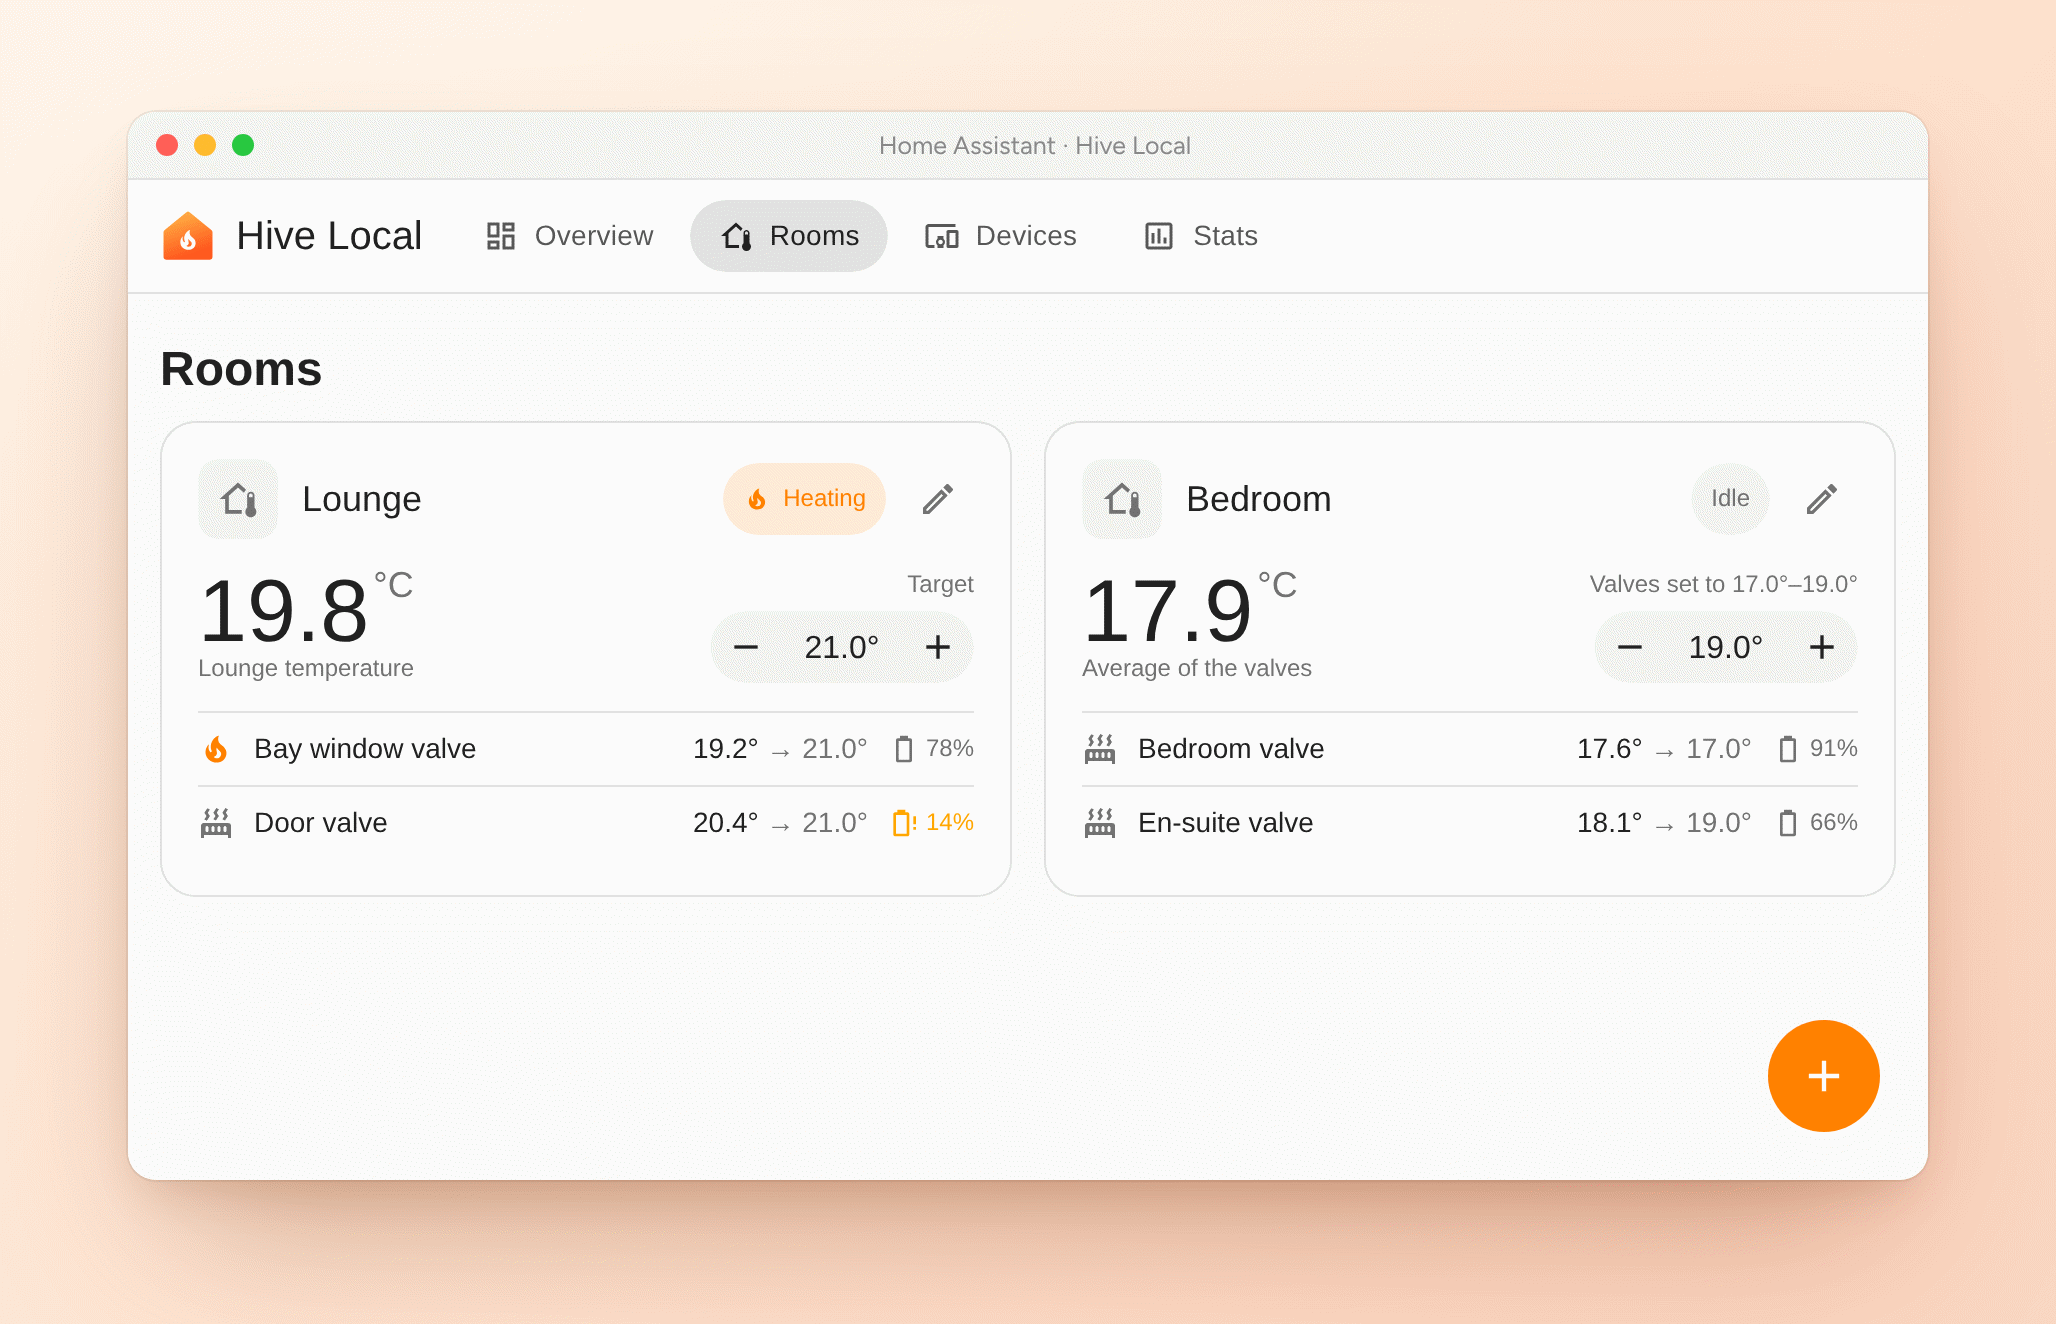 Home Assistant · Hive Local
Hive Local
Overview
Rooms
Devices
Stats
Rooms
Lounge
Heating
19.8 °C
Lounge temperature
Target
− 21.0° +
Bay window valve 19.2° → 21.0° 78%
Door valve 20.4° → 21.0° 14%
Bedroom
Idle
17.9 °C
Average of the valves
Valves set to 17.0°–19.0°
− 19.0° +
Bedroom valve 17.6° → 17.0° 91%
En-suite valve 18.1° → 19.0° 66%
+